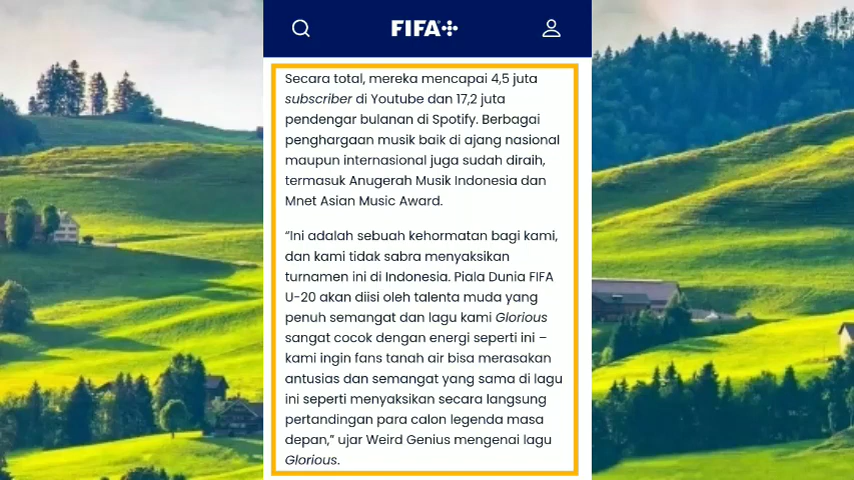 FIFA+
Secara total, mereka mencapai 4,5 juta
subscriber di Youtube dan 17,2 juta
pendengar bulanan di Spotify. Berbagai
penghargaan musik baik di ajang nasional
maupun internasional juga sudah diraih,
termasuk Anugerah Musik Indonesia dan
Mnet Asian Music Award.
“Ini adalah sebuah kehormatan bagi kami,
dan kami tidak sabra menyaksikan
turnamen ini di Indonesia. Piala Dunia FIFA
U-20 akan diisi oleh talenta muda yang
penuh semangat dan lagu kami Glorious
sangat cocok dengan energi seperti ini –
kami ingin fans tanah air bisa merasakan
antusias dan semangat yang sama di lagu
ini seperti menyaksikan secara langsung
pertandingan para calon legenda masa
depan,” ujar Weird Genius mengenai lagu
Glorious.